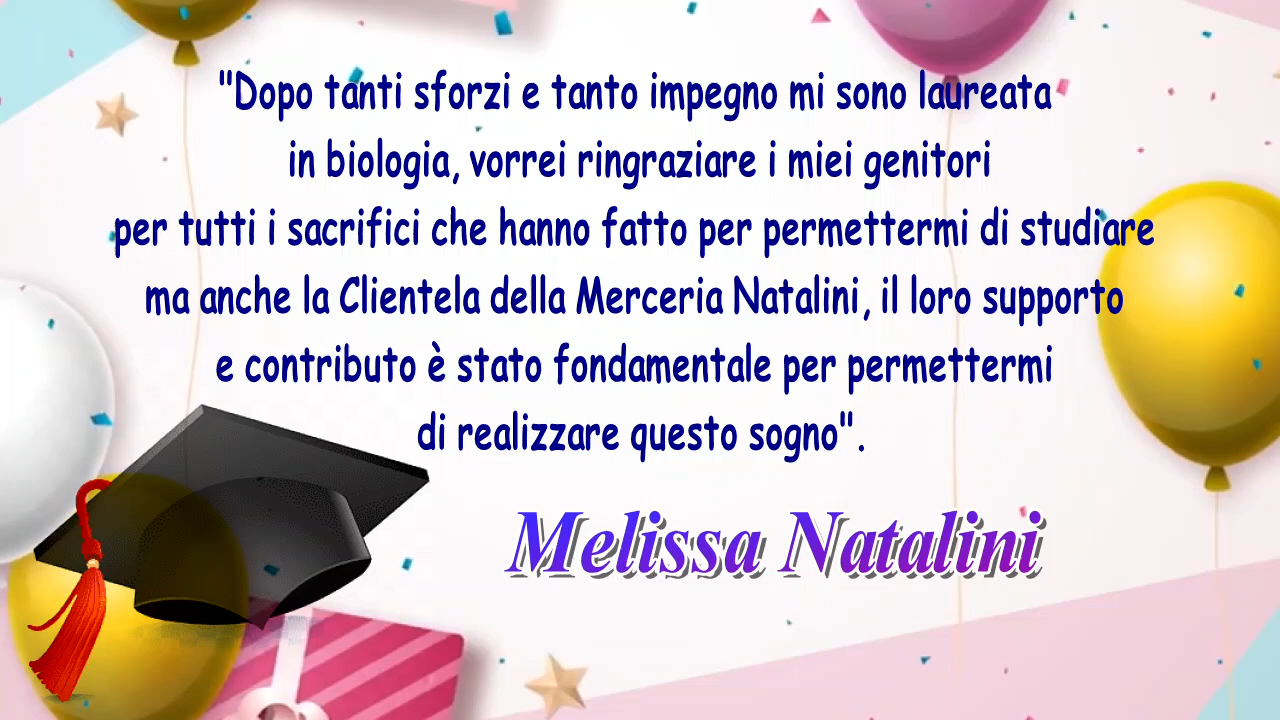 "Dopo tanti sforzi e tanto impegno mi sono laureata
in biologia, vorrei ringraziare i miei genitori
per tutti i sacrifici che hanno fatto per permettermi di studiare
ma anche la Clientela della Merceria Natalini, il loro supporto
e contributo è stato fondamentale per permettermi
di realizzare questo sogno".
Melissa Natalini